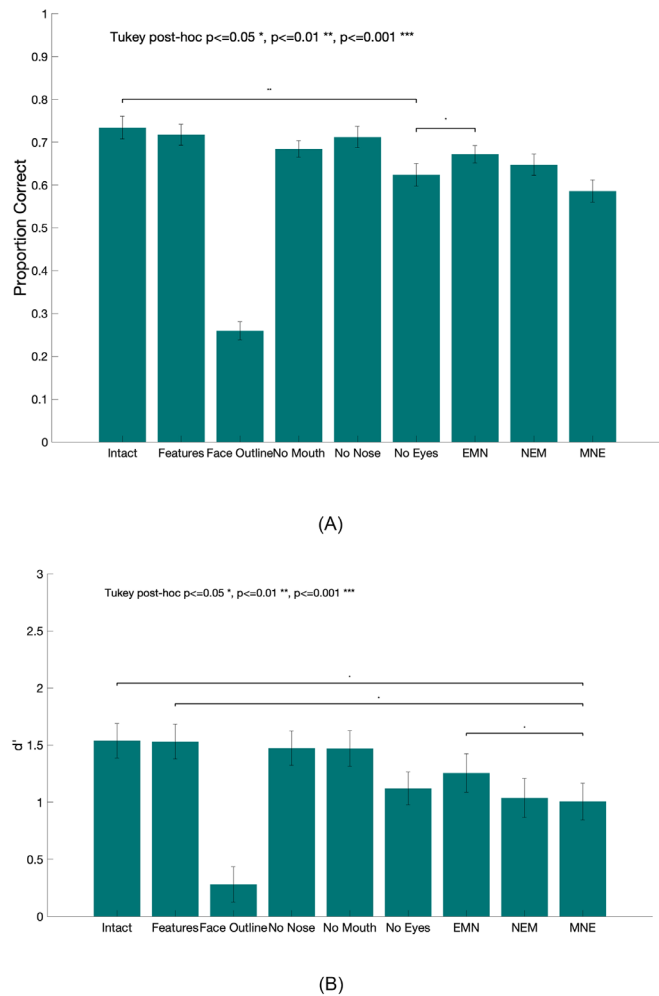 Tukey post-hoc p<=0.05 *, p<=0.01 **, p<=0.001 ***
1
0.9
0.8
0.7
0.6
0.5
0.4
0.3
0.2
0.1
0
Proportion Correct
**
*
Intact Features Face Outline No Mouth No Nose No Eyes EMN NEM MNE
(A)
Tukey post-hoc p<=0.05 *, p<=0.01 **, p<=0.001 ***
3
2.5
2
1.5
1
0.5
0
d'
*
*
*
Intact Features Face Outline No Nose No Mouth No Eyes EMN NEM MNE
(B)